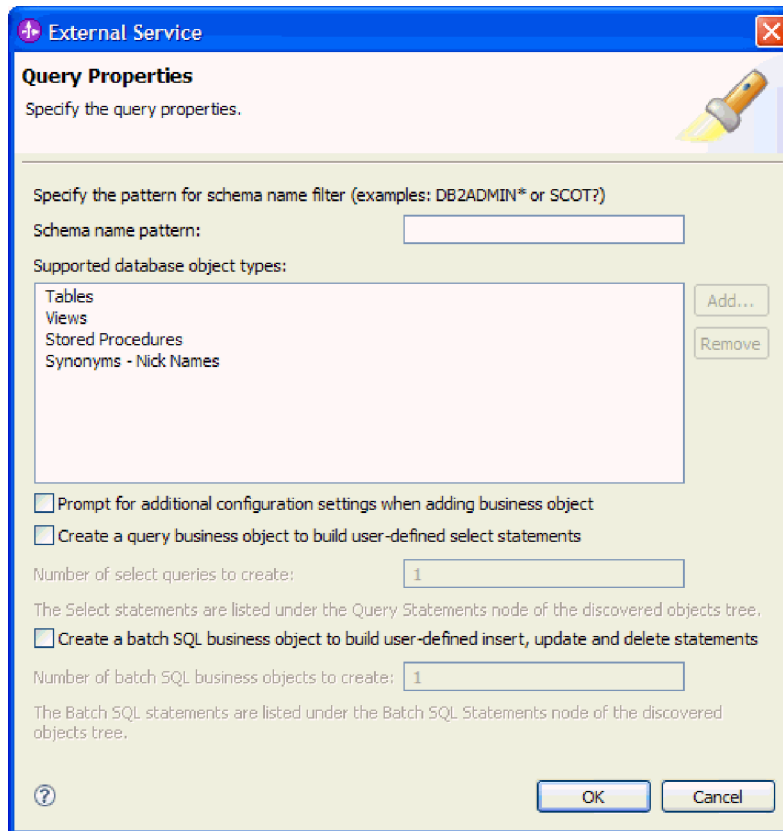 External Service
Query Properties
Specify the query properties.
Specify the pattern for schema name filter (examples: DB2ADMIN* or SCOT?)
Schema name pattern:
Supported database object types:
Tables
Views
Stored Procedures
Synonyms - Nick Names
Add...
Remove
Prompt for additional configuration settings when adding business object
Create a query business object to build user-defined select statements
Number of select queries to create: 1
The Select statements are listed under the Query Statements node of the discovered objects tree.
Create a batch SQL business object to build user-defined insert, update and delete statements
Number of batch SQL business objects to create: 1
The Batch SQL statements are listed under the Batch SQL Statements node of the discovered
objects tree.
?
OK
Cancel